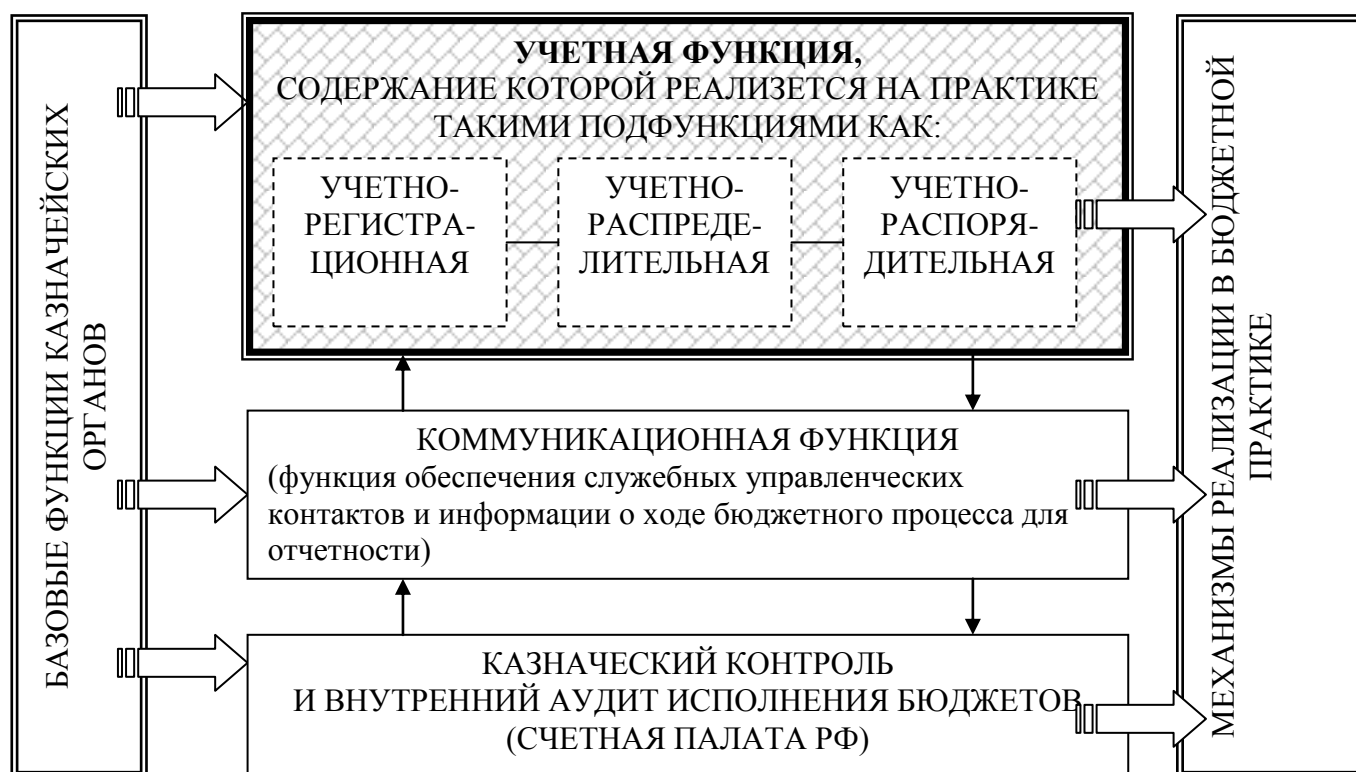 БАЗОВЫЕ ФУНКЦИИ КАЗНАЧЕЙСКИХ
ОРГАНОВ
УЧЕТНАЯ ФУНКЦИЯ,
СОДЕРЖАНИЕ КОТОРОЙ РЕАЛИЗЕТСЯ НА ПРАКТИКЕ
ТАКИМИ ПОДФУНКЦИЯМИ КАК:
УЧЕТНО-
РЕГИСТРА-
ЦИОННАЯ
УЧЕТНО-
РАСПРЕДЕ-
ЛИТЕЛЬНАЯ
УЧЕТНО-
РАСПОРЯ-
ДИТЕЛЬНАЯ
КОММУНИКАЦИОННАЯ ФУНКЦИЯ
(функция обеспечения служебных управленческих
контактов и информации о ходе бюджетного процесса для
отчетности)
КАЗНАЧЕСКИЙ КОНТРОЛЬ
И ВНУТРЕННИЙ АУДИТ ИСПОЛНЕНИЯ БЮДЖЕТОВ
(СЧЕТНАЯ ПАЛАТА РФ)
МЕХАНИЗМЫ РЕАЛИЗАЦИИ В БЮДЖЕТНОЙ
ПРАКТИКЕ